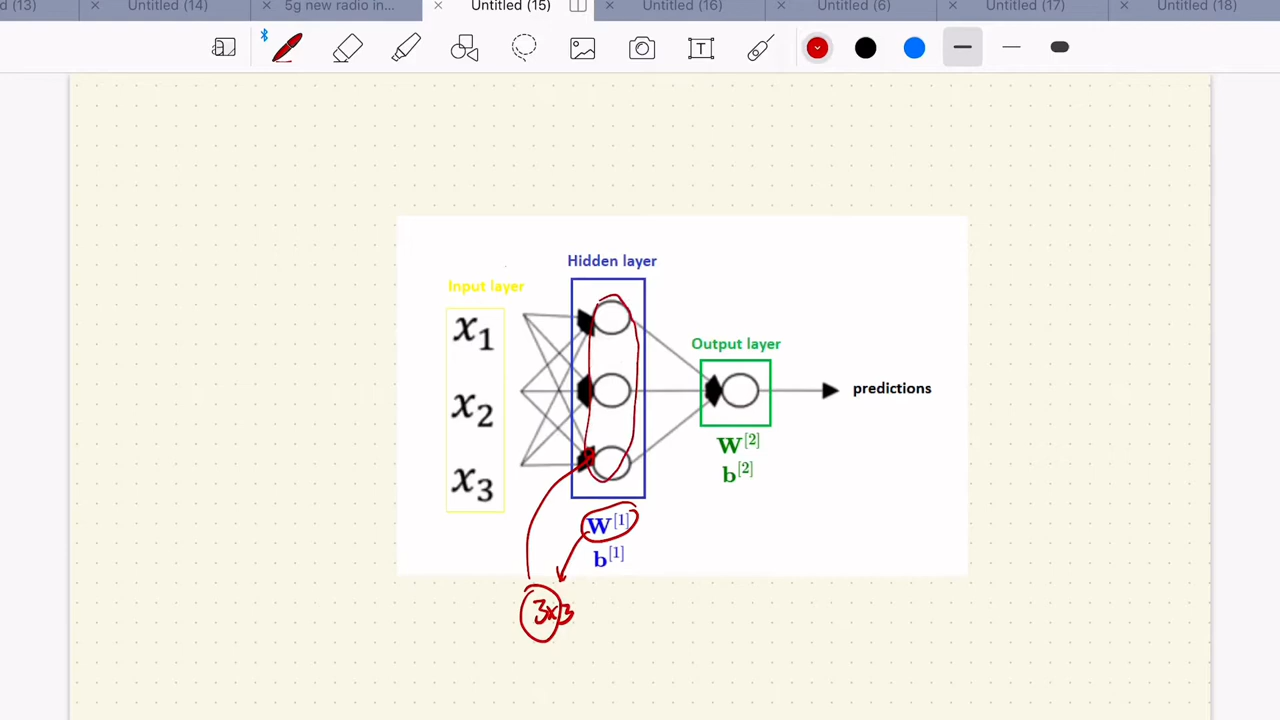 (13)
Untitled (14)
5g new radio in...
Untitled (15)
Untitled (16)
Untitled (6)
Untitled (17)
Untitled (18)
T
Hidden layer
Input layer
x1
x2
x3
Output layer
predictions
W[2]
b[2]
W[1]
b[1]
3x3